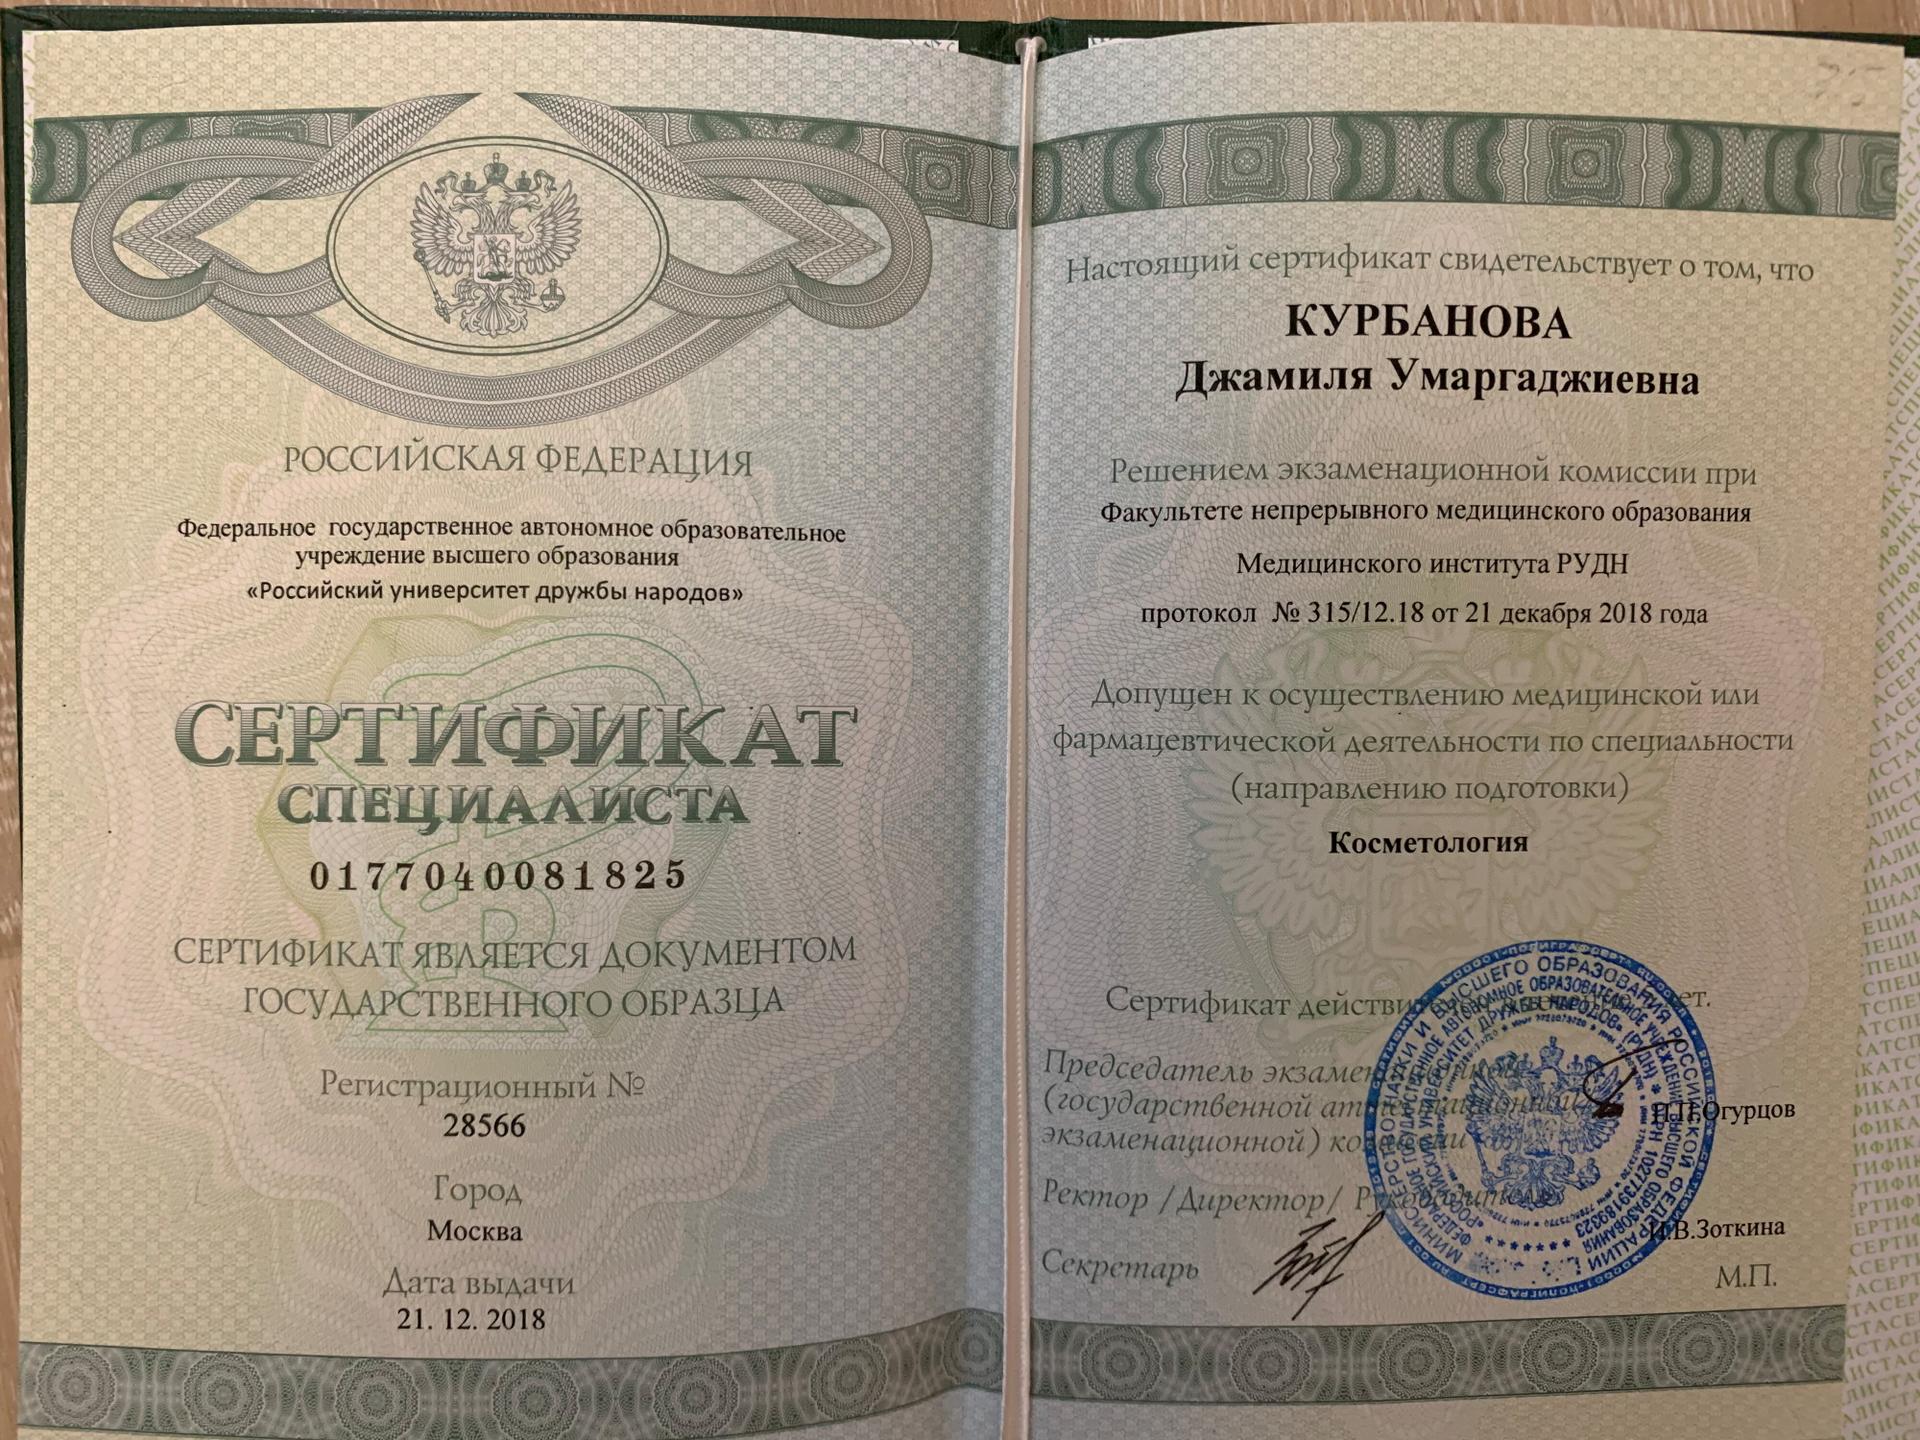 РОССИЙСКАЯ ФЕДЕРАЦИЯ
Федеральное государственное автономное образовательное
учреждение высшего образования
«Российский университет дружбы народов»
СЕРТИФИКАТ
СПЕЦИАЛИСТА
0177040081825
СЕРТИФИКАТ ЯВЛЯЕТСЯ ДОКУМЕНТОМ
ГОСУДАРСТВЕННОГО ОБРАЗЦА
Регистрационный №
28566
Город
Москва
Дата выдачи
21. 12. 2018
Настоящий сертификат свидетельствует о том, что
КУРБАНОВА
Джамиля Умаргаджиевна
Решением экзаменационной комиссии при
Факультете непрерывного медицинского образования
Медицинского института РУДН
протокол № 315/12.18 от 21 декабря 2018 года
Допущен к осуществлению медицинской или
фармацевтической деятельности по специальности
(направлению подготовки)
Косметология
Сертификат действителен
Председатель экзаменационной
(государственной аттестационной,
экзаменационной) комиссии
Огурцов
Ректор /Директор/ Руководитель
И.В.Зоткина
Секретарь
М.П.